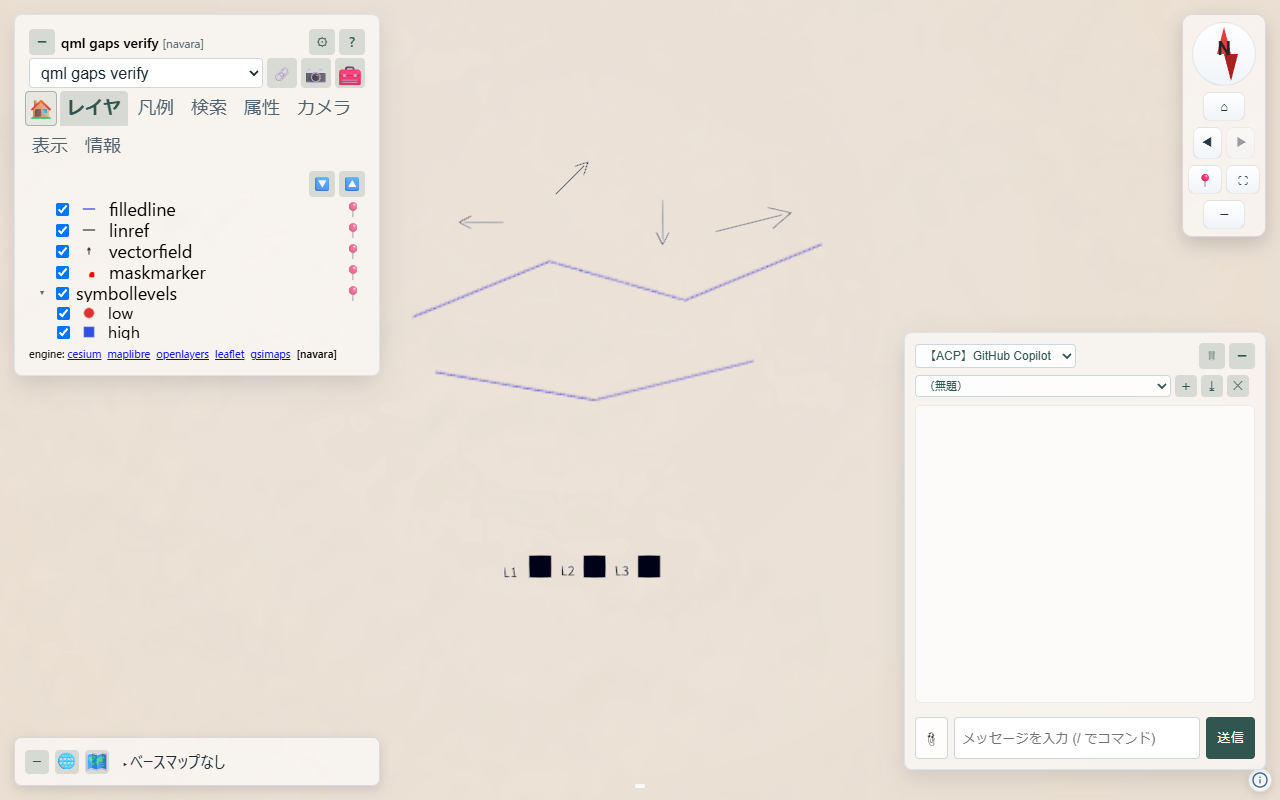 qml gaps verify [navara]
?
qml gaps verify
レイヤ 凡例 検索 属性 カメラ
表示 情報
filledline
linref
vectorfield
maskmarker
symbollevels
low
high
engine: cesium maplibre openlayers leaflet gsimaps [navara]
N
L1 L2 L3
【ACP】GitHub Copilot
（無題）
メッセージを入力 (/ でコマンド)
送信
ベースマップなし